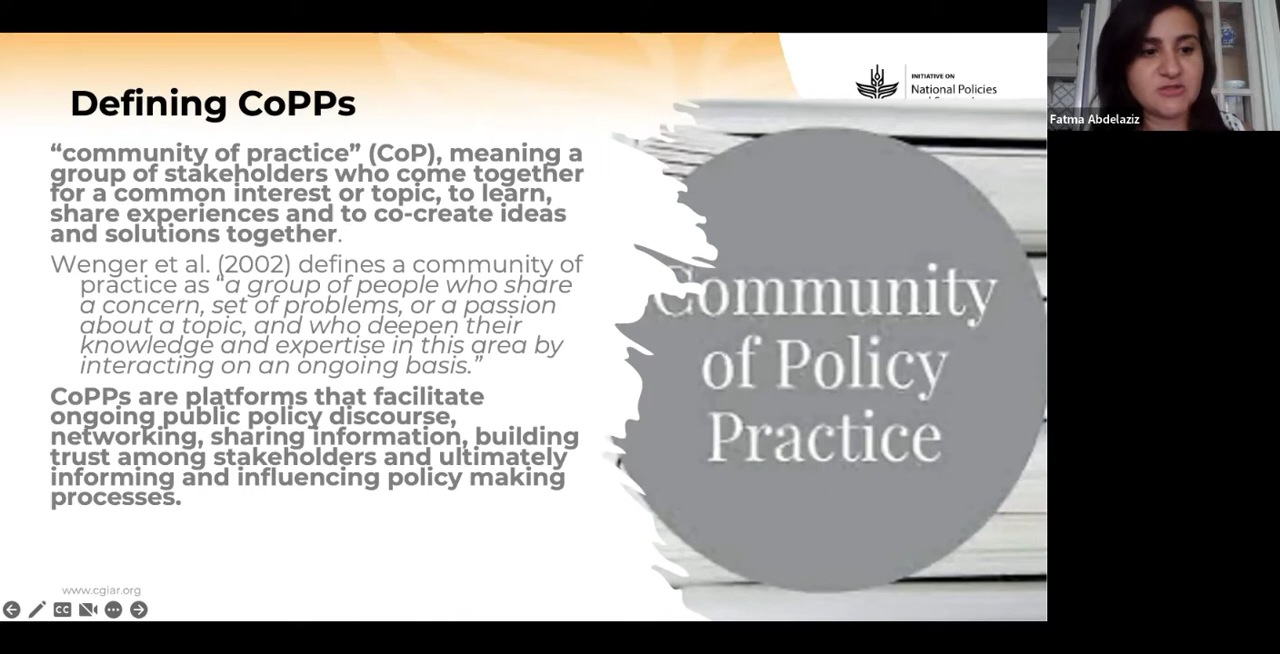 Defining CoPPs
“community of practice” (CoP), meaning a
group of stakeholders who come together
for a common interest or topic, to learn,
share experiences and to co-create ideas
and solutions together.
Wenger et al. (2002) defines a community of
practice as “a group of people who share
a concern, set of problems, or a passion
about a topic, and who deepen their
knowledge and expertise in this area by
interacting on an ongoing basis.”
CoPPs are platforms that facilitate
ongoing public policy discourse,
networking, sharing information, building
trust among stakeholders and ultimately
informing and influencing policy making
processes.
www.cgiar.org
CC
INITIATIVE ON
National Policies
Community
of Policy
Practice
Fatma Abdelaziz